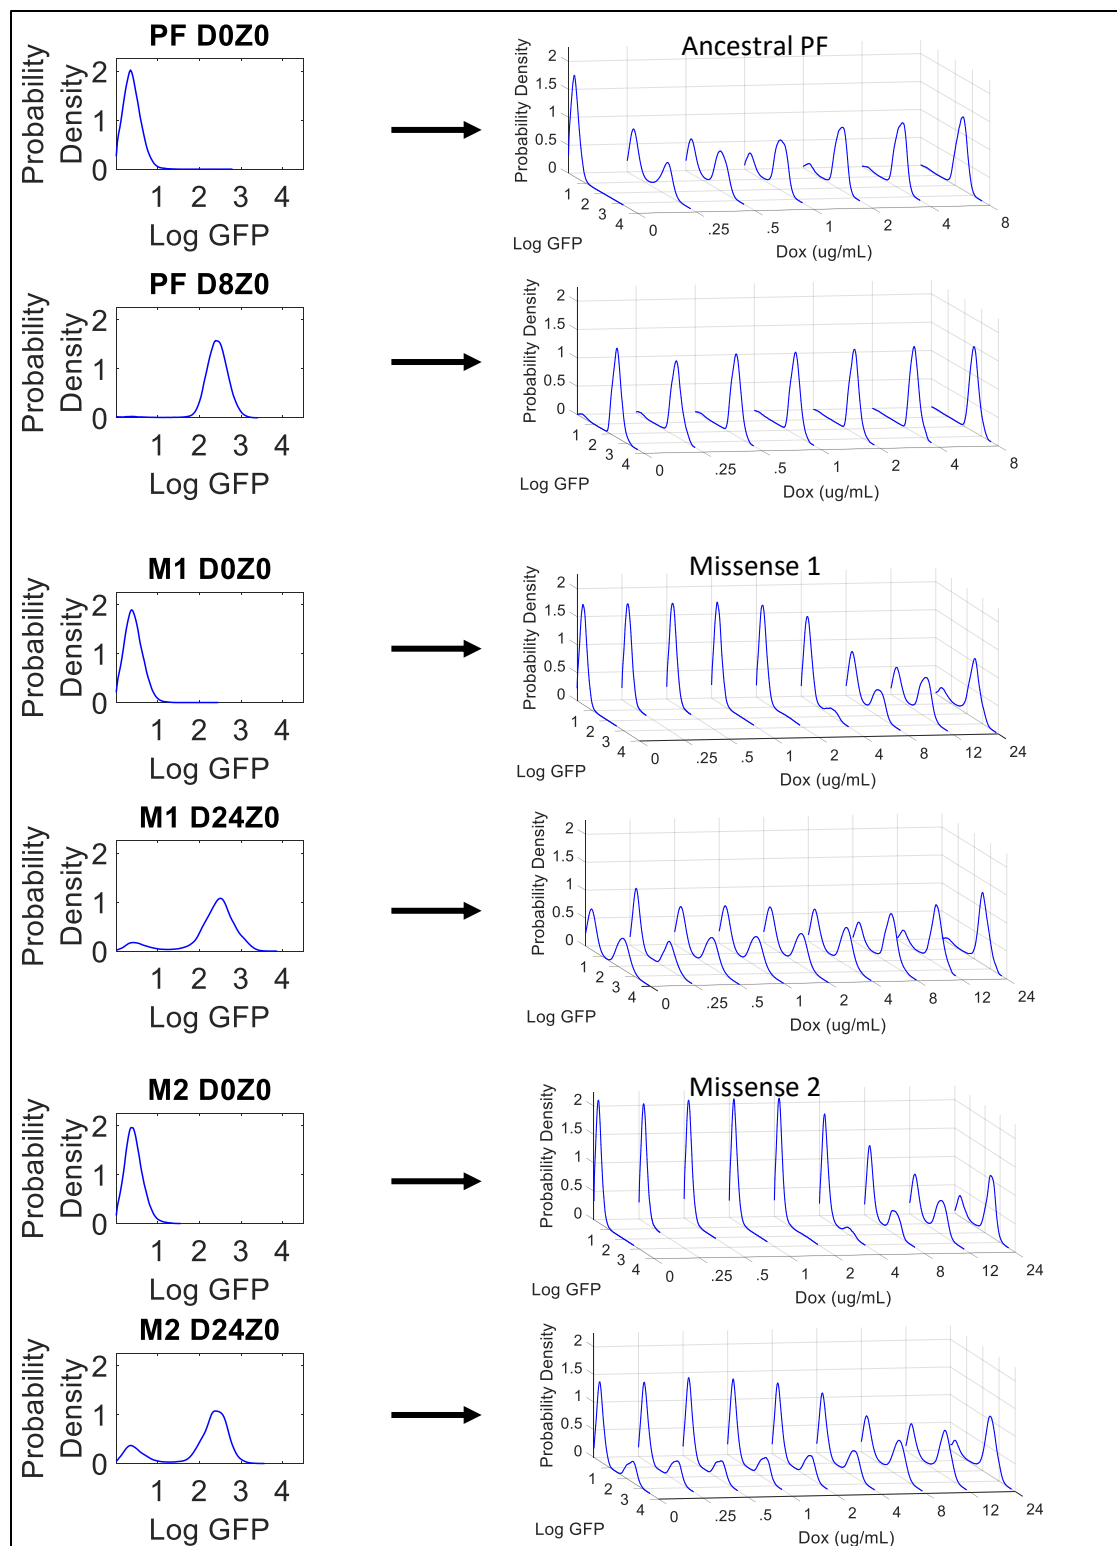 PF D0Z0
Probability
Density
2
1
0
1 2 3 4
Log GFP
Ancestral PF
Probability Density
2
1.5
1
0.5
0
1
2
3
4
Log GFP
0 .25 .5 1 2 4 8
Dox (ug/mL)
PF D8Z0
Probability
Density
2
1
0
1 2 3 4
Log GFP
Probability Density
2
1.5
1
0.5
0
1
2
3
4
Log GFP
0 .25 .5 1 2 4 8
Dox (ug/mL)
M1 D0Z0
Probability
Density
2
1
0
1 2 3 4
Log GFP
Missense 1
Probability Density
2
1.5
1
0.5
0
1
2
3
4
Log GFP
0 .25 .5 1 2 4 8 12 24
Dox (ug/mL)
M1 D24Z0
Probability
Density
2
1
0
1 2 3 4
Log GFP
Probability Density
2
1.5
1
0.5
0
1
2
3
4
Log GFP
0 .25 .5 1 2 4 8 12 24
Dox (ug/mL)
M2 D0Z0
Probability
Density
2
1
0
1 2 3 4
Log GFP
Missense 2
Probability Density
2
1.5
1
0.5
0
1
2
3
4
Log GFP
0 .25 .5 1 2 4 8 12 24
Dox (ug/mL)
M2 D24Z0
Probability
Density
2
1
0
1 2 3 4
Log GFP
Probability Density
2
1.5
1
0.5
0
1
2
3
4
Log GFP
0 .25 .5 1 2 4 8 12 24
Dox (ug/mL)